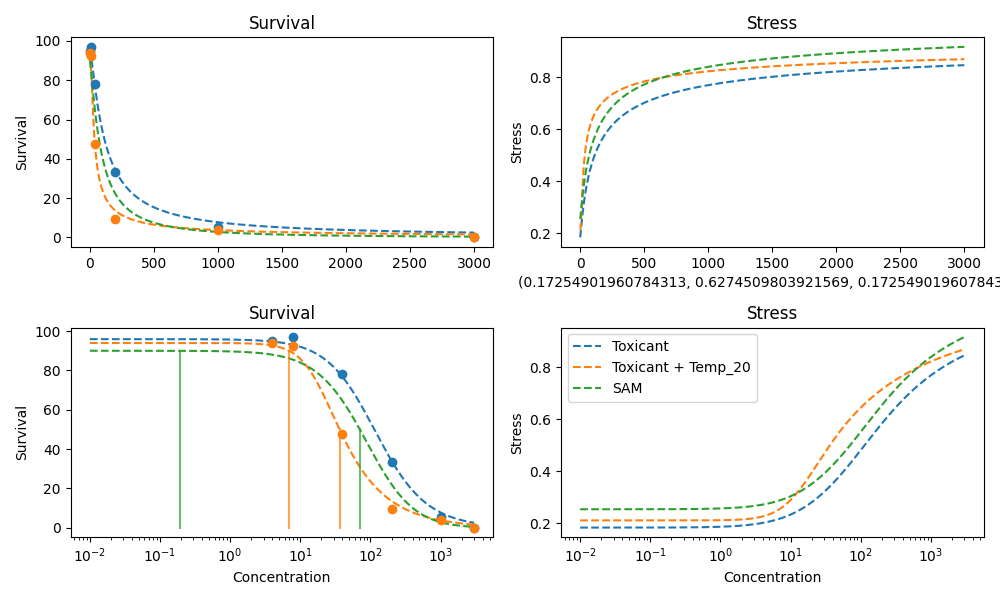 Survival
Stress
100
80
60
40
20
0
Survival
0 500 1000 1500 2000 2500 3000
0.8
0.6
0.4
0.2
Stress
0 500 1000 1500 2000 2500 3000
(0.17254901960784313, 0.6274509803921569, 0.172549019607843
Survival
Stress
100
80
60
40
20
0
Survival
10⁻² 10⁻¹ 10⁰ 10¹ 10² 10³
Concentration
0.8
0.6
0.4
0.2
Stress
Toxicant
Toxicant + Temp_20
SAM
10⁻² 10⁻¹ 10⁰ 10¹ 10² 10³
Concentration